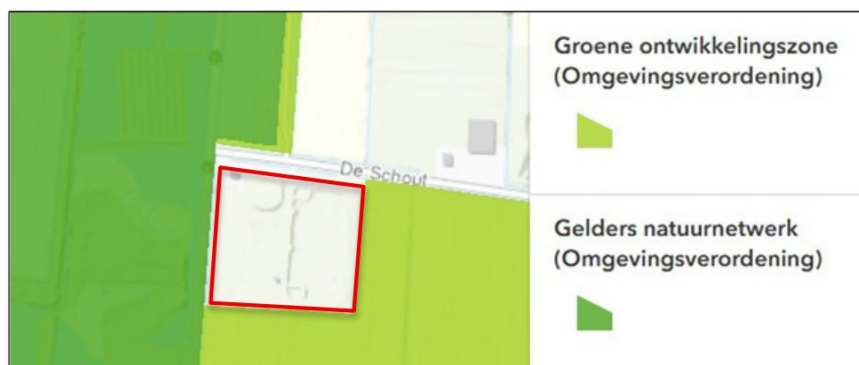 Groene ontwikkelingszone
(Omgevingsverordening)
De Schout
Gelders natuurnetwerk
(Omgevingsverordening)